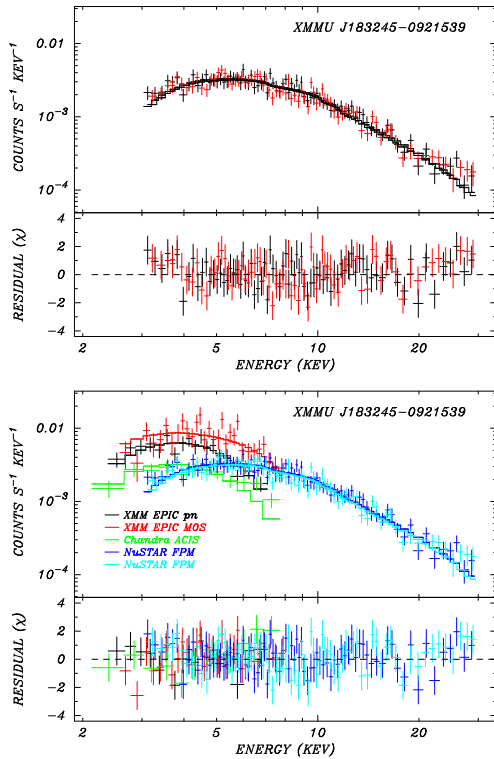 XMMU J183245-0921539
COUNTS S⁻¹ KEV⁻¹
0.01
10⁻³
10⁻⁴
RESIDUAL (χ)
4
2
0
−2
−4
2 5 10 20
ENERGY (KEV)
XMMU J183245-0921539
COUNTS S⁻¹ KEV⁻¹
0.01
10⁻³
10⁻⁴
XMM EPIC pn
XMM EPIC MOS
Chandra ACIS
NuSTAR FPM
NuSTAR FPM
RESIDUAL (χ)
4
2
0
−2
−4
2 5 10 20
ENERGY (KEV)